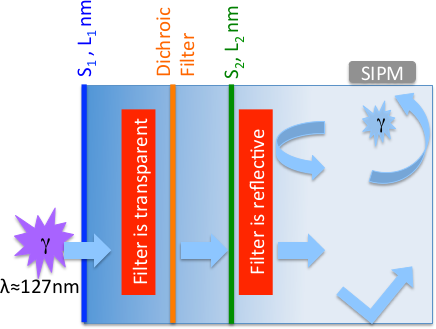 S₁ , L₁ nm
Dichroic
Filter
S₂, L₂ nm
SIPM
Filter is transparent
Filter is reflective
γ
γ
λ≈127nm